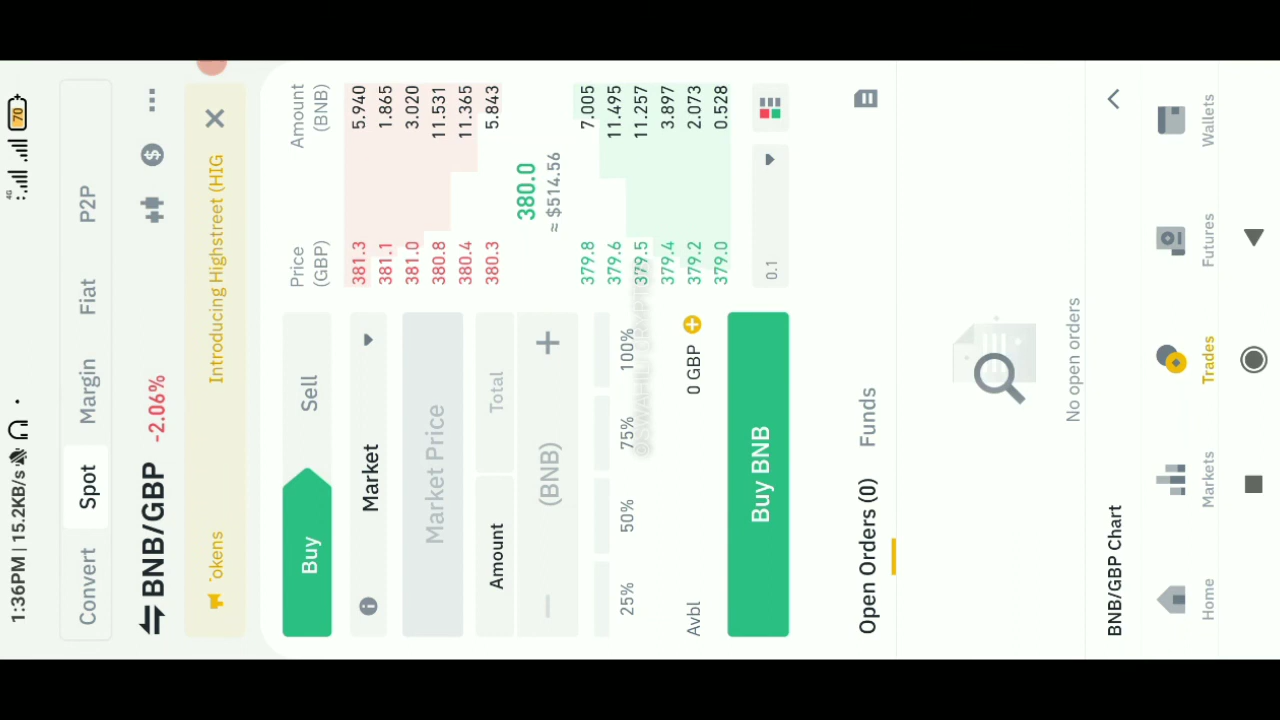 1:36PM | 15.2KB/s
4G
70
Convert Spot Margin Fiat P2P
BNB/GBP -2.06%
okens Introducing Highstreet (HIG
Buy Sell
Market
Market Price
Amount Total
(BNB)
25% 50% 75% 100%
Avbl 0 GBP
Buy BNB
Price
(GBP)
Amount
(BNB)
381.3 5.940
381.1 1.865
381.0 3.020
380.8 11.531
380.4 11.365
380.3 5.843
380.0
≈ $514.56
379.8 7.005
379.6 11.495
379.5 11.257
379.4 3.897
379.2 2.073
379.0 0.528
0.1
Open Orders (0) Funds
No open orders
BNB/GBP Chart
Home Markets Trades Futures Wallets